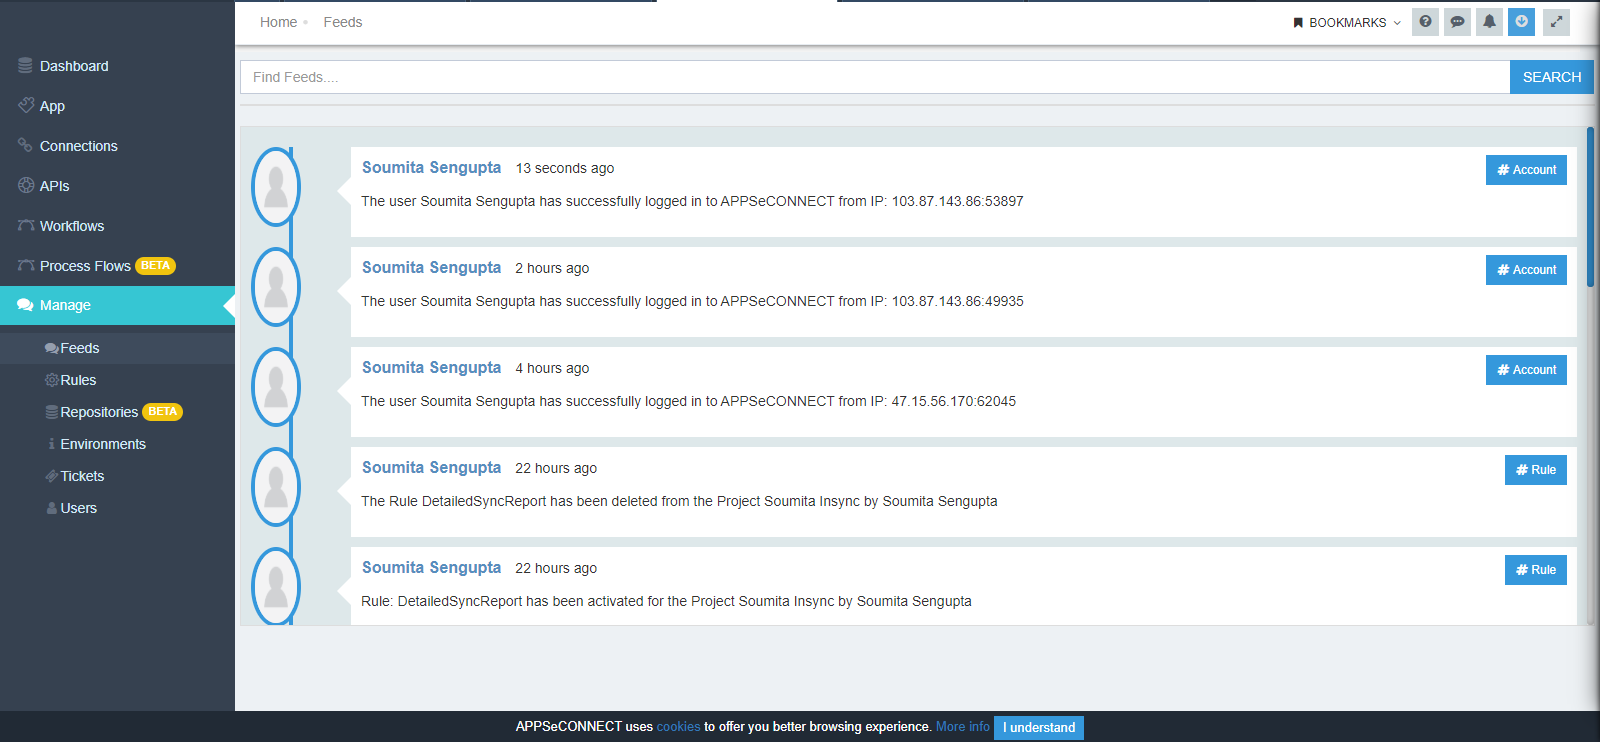 Home Feeds
BOOKMARKS
Dashboard
App
Connections
APIs
Workflows
Process Flows BETA
Manage
Feeds
Rules
Repositories BETA
Environments
Tickets
Users
Find Feeds....
SEARCH
Soumita Sengupta 13 seconds ago
# Account
The user Soumita Sengupta has successfully logged in to APPSeCONNECT from IP: 103.87.143.86:53897
Soumita Sengupta 2 hours ago
# Account
The user Soumita Sengupta has successfully logged in to APPSeCONNECT from IP: 103.87.143.86:49935
Soumita Sengupta 4 hours ago
# Account
The user Soumita Sengupta has successfully logged in to APPSeCONNECT from IP: 47.15.56.170:62045
Soumita Sengupta 22 hours ago
# Rule
The Rule DetailedSyncReport has been deleted from the Project Soumita Insync by Soumita Sengupta
Soumita Sengupta 22 hours ago
# Rule
Rule: DetailedSyncReport has been activated for the Project Soumita Insync by Soumita Sengupta
APPSeCONNECT uses cookies to offer you better browsing experience. More info I understand